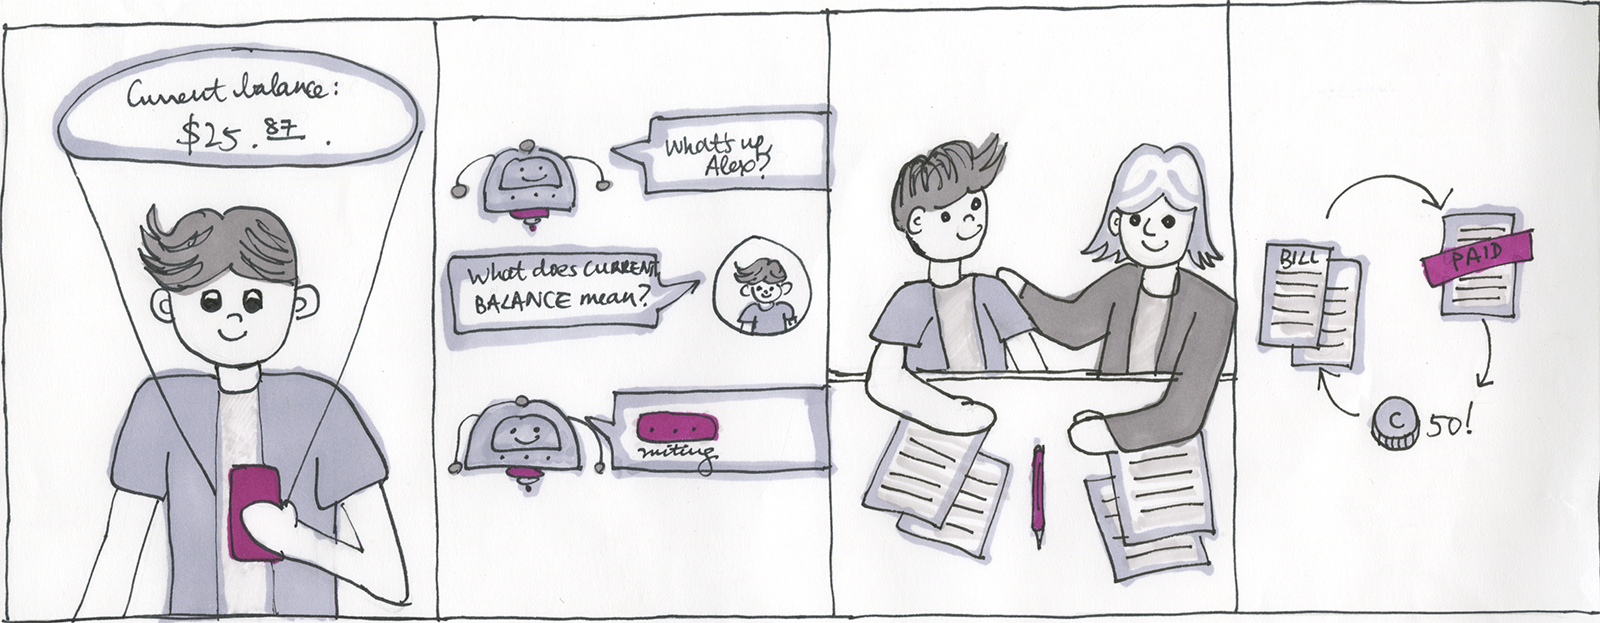 Current balance:
$25.87.
What's up,
Alex?
What does CURRENT
BALANCE mean?
writing
BILL
PAID
C
50!